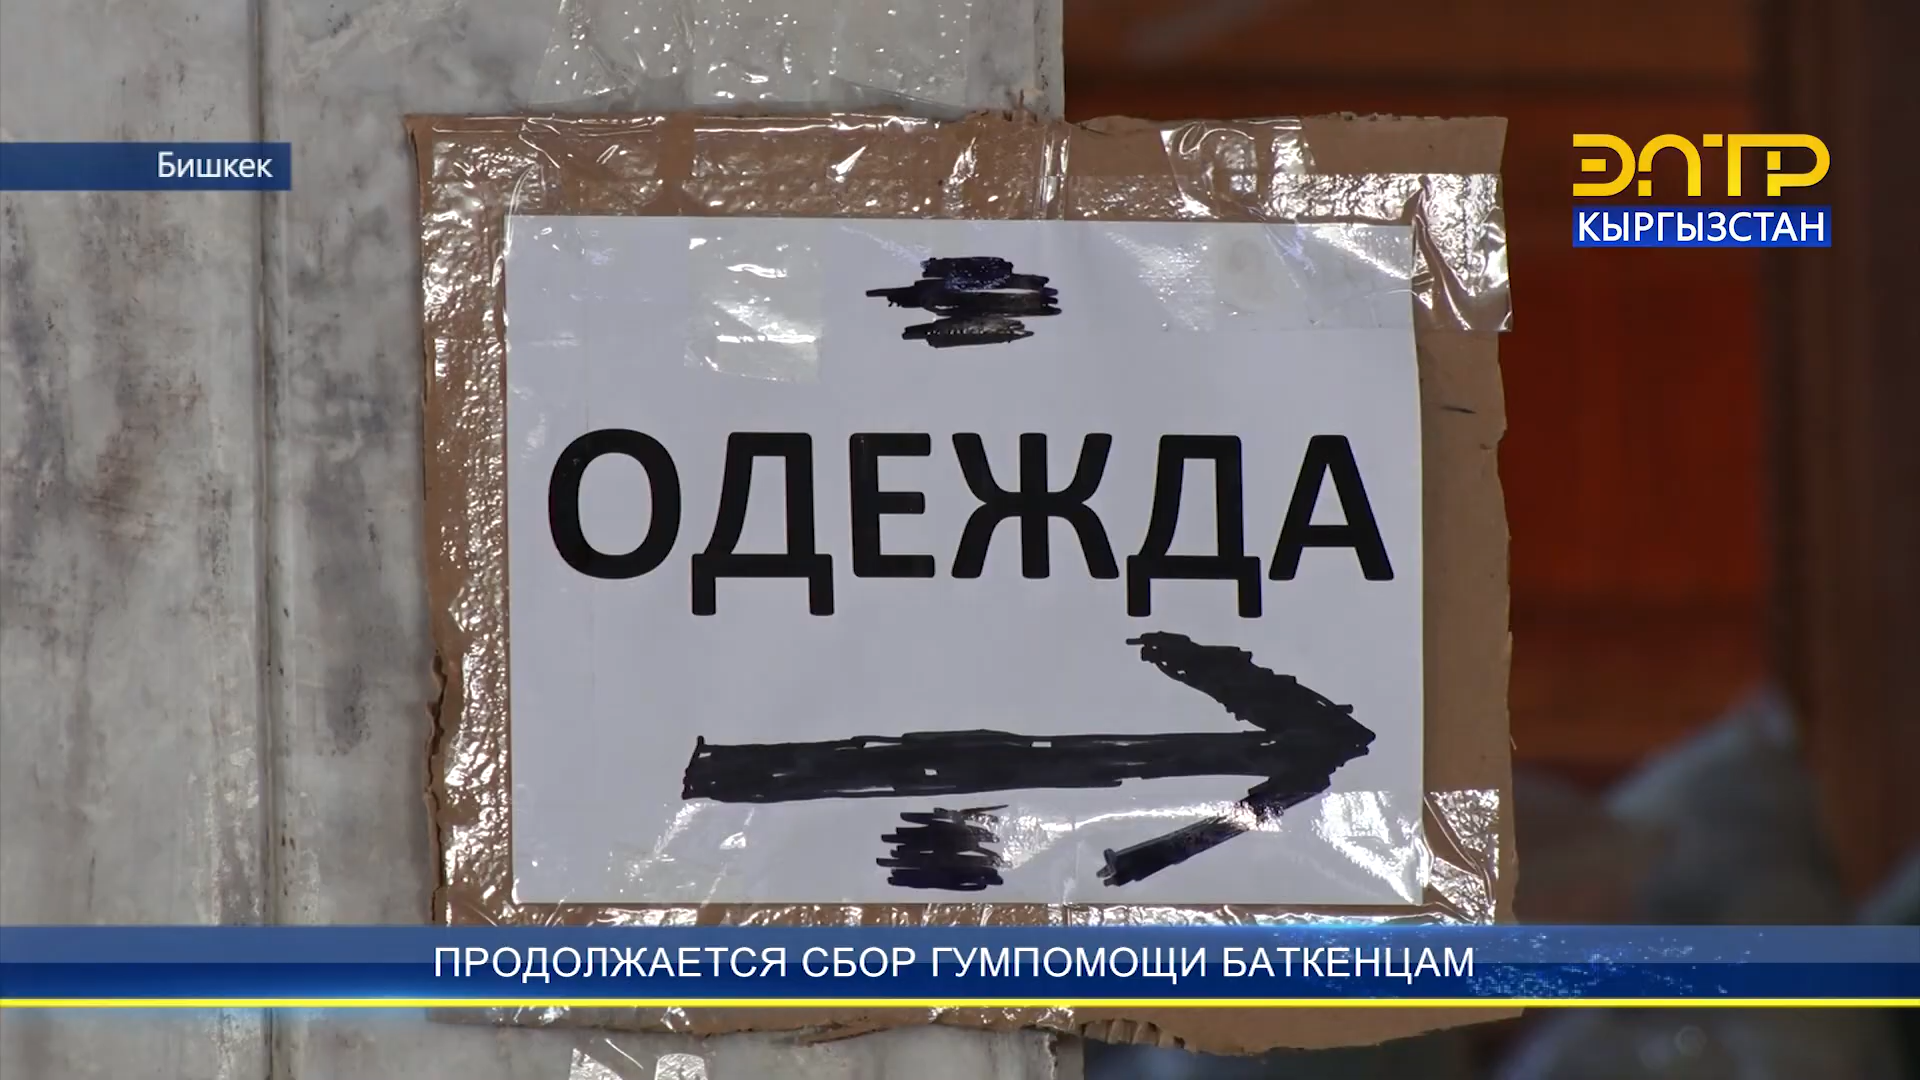 Бишкек
ЭЛТР
КЫРГЫЗСТАН
ОДЕЖДА
ПРОДОЛЖАЕТСЯ СБОР ГУМПОМОЩИ БАТКЕНЦАМ